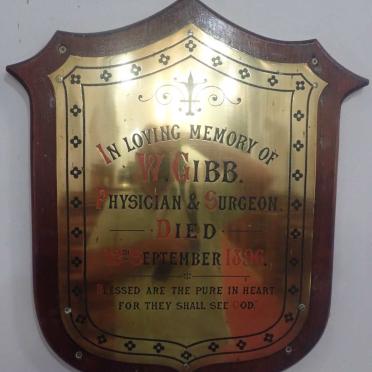 IN LOVING MEMORY OF
W. GIBB.
PHYSICIAN & SURGEON.
DIED
SEPTEMBER 1896.
BLESSED ARE THE PURE IN HEART
FOR THEY SHALL SEE GOD.